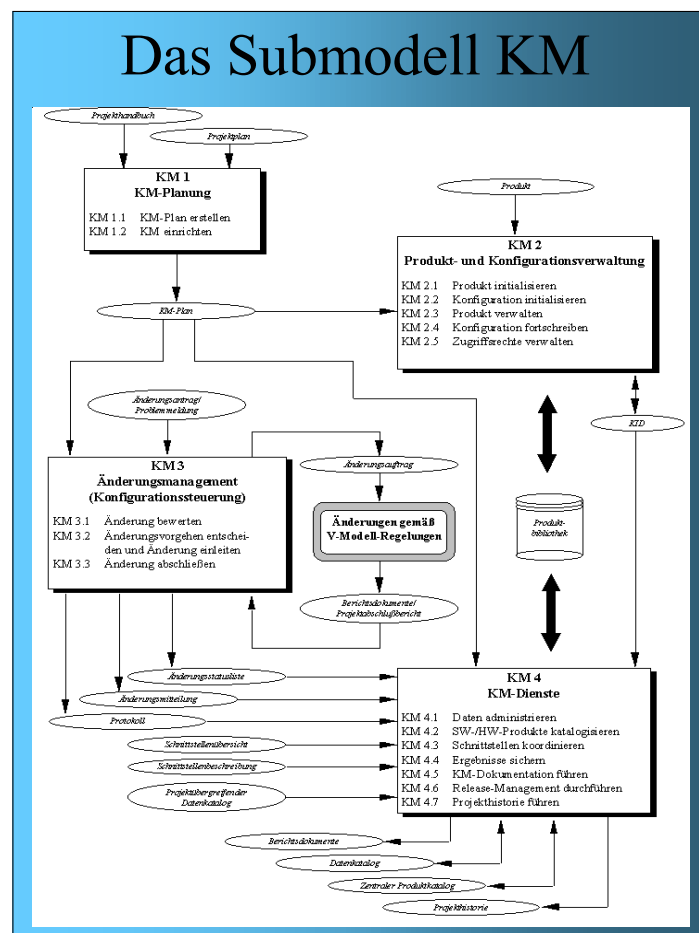 Das Submodell KM
Projekthandbuch
Projektplan
KM 1
KM-Planung
KM 1.1 KM-Plan erstellen
KM 1.2 KM einrichten
Produkt
KM 2
Produkt- und Konfigurationsverwaltung
KM 2.1 Produkt initialisieren
KM 2.2 Konfiguration initialisieren
KM 2.3 Produkt verwalten
KM 2.4 Konfiguration fortschreiben
KM 2.5 Zugriffsrechte verwalten
KM-Plan
Änderungsantrag/
Problemmeldung
KID
KM 3
Änderungsmanagement
(Konfigurationssteuerung)
KM 3.1 Änderung bewerten
KM 3.2 Änderungsvorgehen entschei-
den und Änderung einleiten
KM 3.3 Änderung abschließen
Änderungsauftrag
Änderungen gemäß
V-Modell-Regelungen
Produkt-
bibliothek
Berichtsdokumente/
Projektabschlußbericht
Änderungsstatusliste
Änderungsmitteilung
Protokoll
Schnittstellenübersicht
Schnittstellenbeschreibung
Projektübergreifender
Datenkatalog
KM 4
KM-Dienste
KM 4.1 Daten administrieren
KM 4.2 SW-/HW-Produkte katalogisieren
KM 4.3 Schnittstellen koordinieren
KM 4.4 Ergebnisse sichern
KM 4.5 KM-Dokumentation führen
KM 4.6 Release-Management durchführen
KM 4.7 Projekthistorie führen
Berichtsdokumente
Datenkatalog
Zentraler Produktkatalog
Projekthistorie